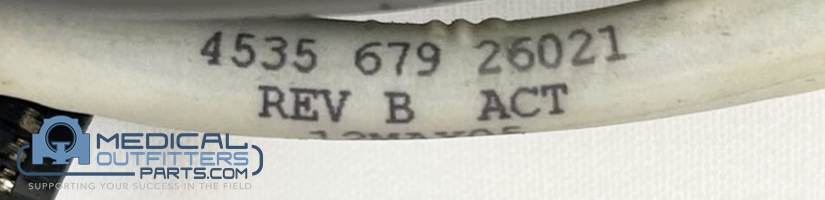 4535 679 26021
REV B ACT
MEDICAL
OUTFITTERS
PARTS.COM
SUPPORTING YOUR SUCCESS IN THE FIELD